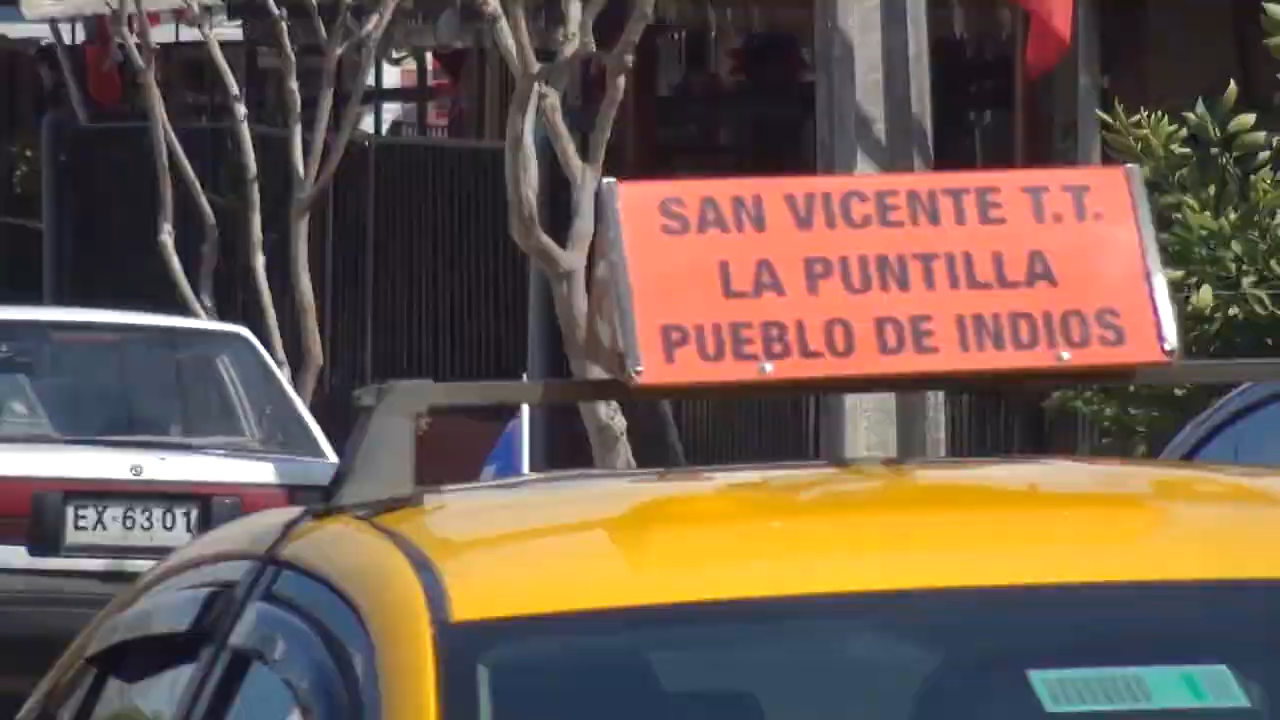 SAN VICENTE T.T.
LA PUNTILLA
PUEBLO DE INDIOS
EX·63 01